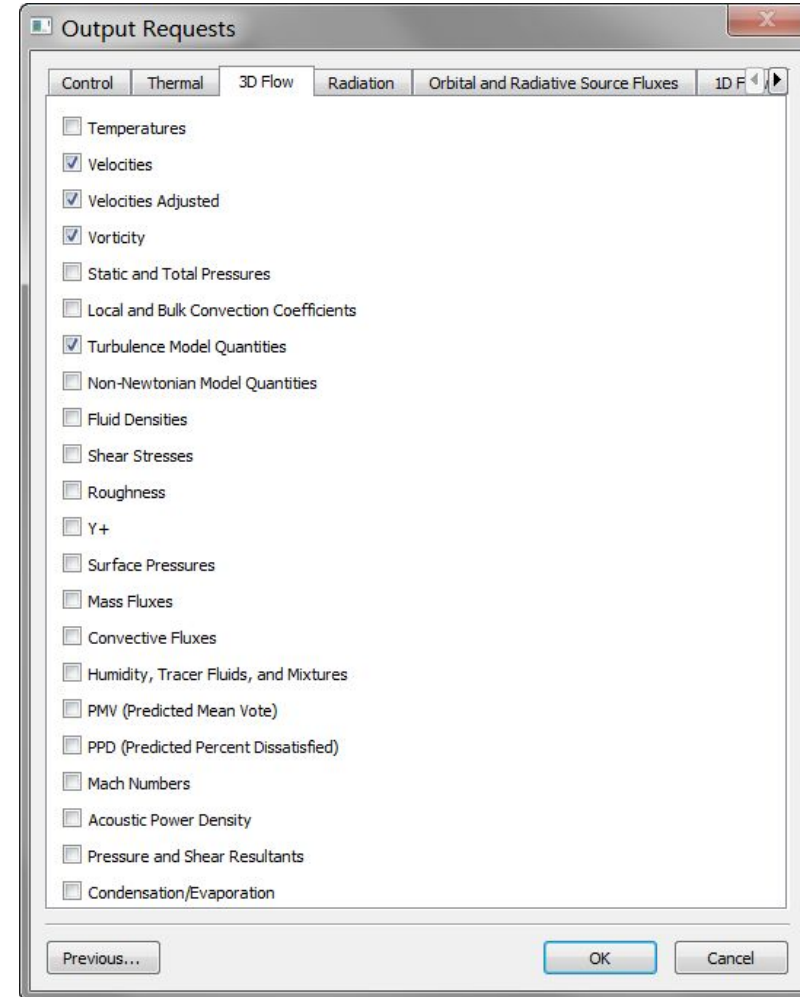 Output Requests
Control Thermal 3D Flow Radiation Orbital and Radiative Source Fluxes 1D F
Temperatures
Velocities
Velocities Adjusted
Vorticity
Static and Total Pressures
Local and Bulk Convection Coefficients
Turbulence Model Quantities
Non-Newtonian Model Quantities
Fluid Densities
Shear Stresses
Roughness
Y+
Surface Pressures
Mass Fluxes
Convective Fluxes
Humidity, Tracer Fluids, and Mixtures
PMV (Predicted Mean Vote)
PPD (Predicted Percent Dissatisfied)
Mach Numbers
Acoustic Power Density
Pressure and Shear Resultants
Condensation/Evaporation
Previous... OK Cancel